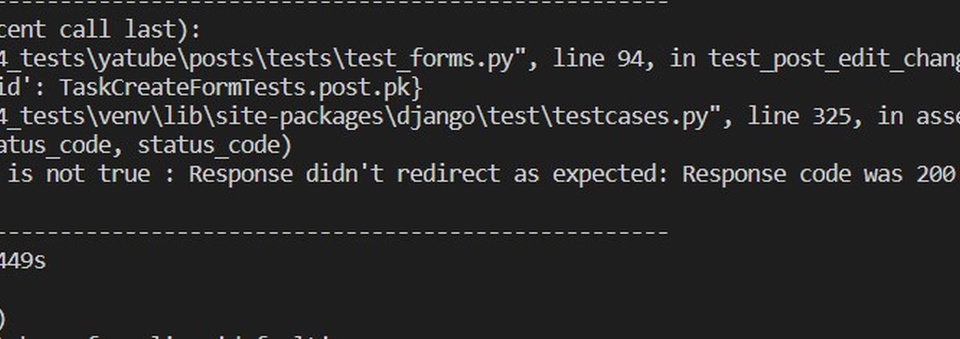 cent call last):
4_tests\yatube\posts\tests\test_forms.py", line 94, in test_post_edit_chang
id': TaskCreateFormTests.post.pk}
4_tests\venv\lib\site-packages\django\test\testcases.py", line 325, in asse
atus_code, status_code)
is not true : Response didn't redirect as expected: Response code was 200
----------------------------------------------------------------------
449s
)